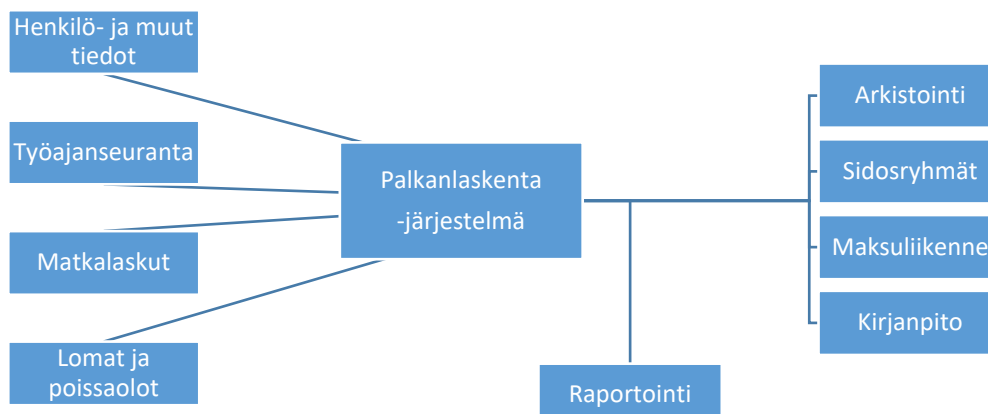 Henkilö- ja muut
tiedot
Työajanseuranta
Matkalaskut
Lomat ja
poissaolot
Palkanlaskenta
-järjestelmä
Arkistointi
Sidosryhmät
Maksuliikenne
Kirjanpito
Raportointi